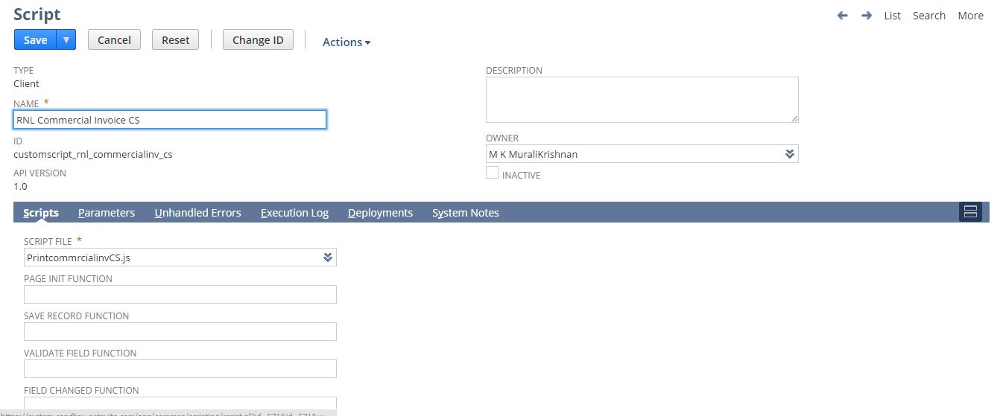 Script
List Search More
Save Cancel Reset Change ID Actions
TYPE
Client
NAME *
RNL Commercial Invoice CS
ID
customscript_rnl_commercialinv_cs
API VERSION
1.0
DESCRIPTION
OWNER
M K MuraliKrishnan
INACTIVE
Scripts Parameters Unhandled Errors Execution Log Deployments System Notes
SCRIPT FILE *
PrintcommrcialinvCS.js
PAGE INIT FUNCTION
SAVE RECORD FUNCTION
VALIDATE FIELD FUNCTION
FIELD CHANGED FUNCTION